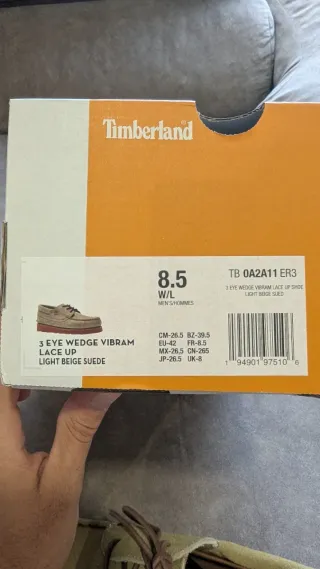 Timberland
8.5
W/L
MEN'S/HOMMES
TB 0A2A11 ER3
3 EYE WEDGE VIBRAM LACE UP SHOE
LIGHT BEIGE SUED
3 EYE WEDGE VIBRAM
LACE UP
LIGHT BEIGE SUEDE
CM-26.5 BZ-39.5
EU-42 FR-8.5
MX-26.5 CN-265
JP-26.5 UK-8
1 94901 97510 6